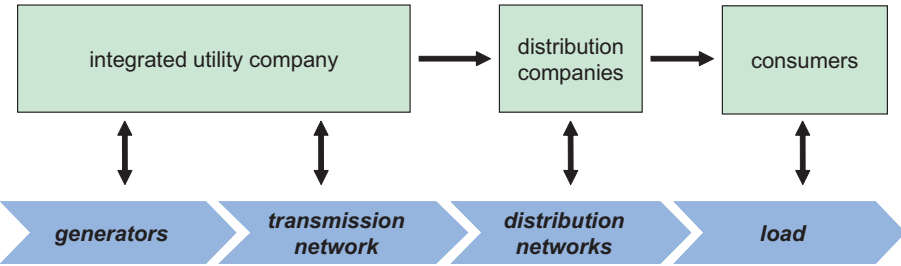 integrated utility company
distribution
companies
consumers
generators
transmission
network
distribution
networks
load